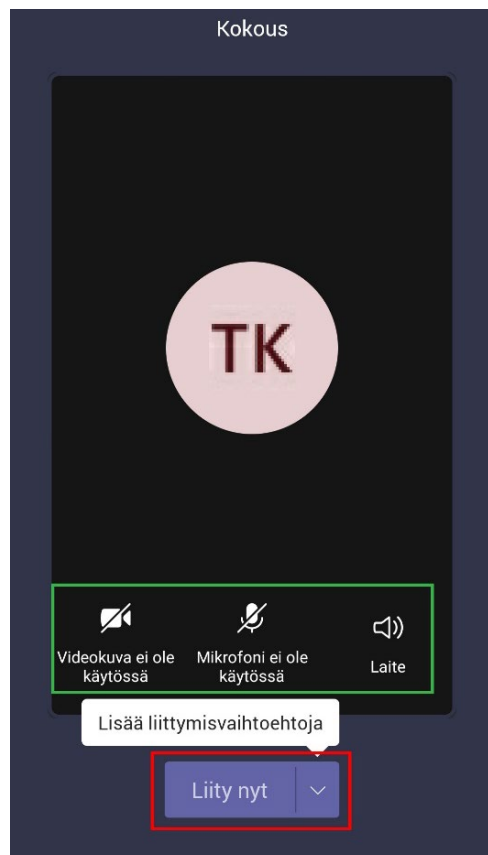 Kokous
TK
Videokuva ei ole
käytössä
Mikrofoni ei ole
käytössä
Laite
Lisää liittymisvaihtoehtoja
Liity nyt